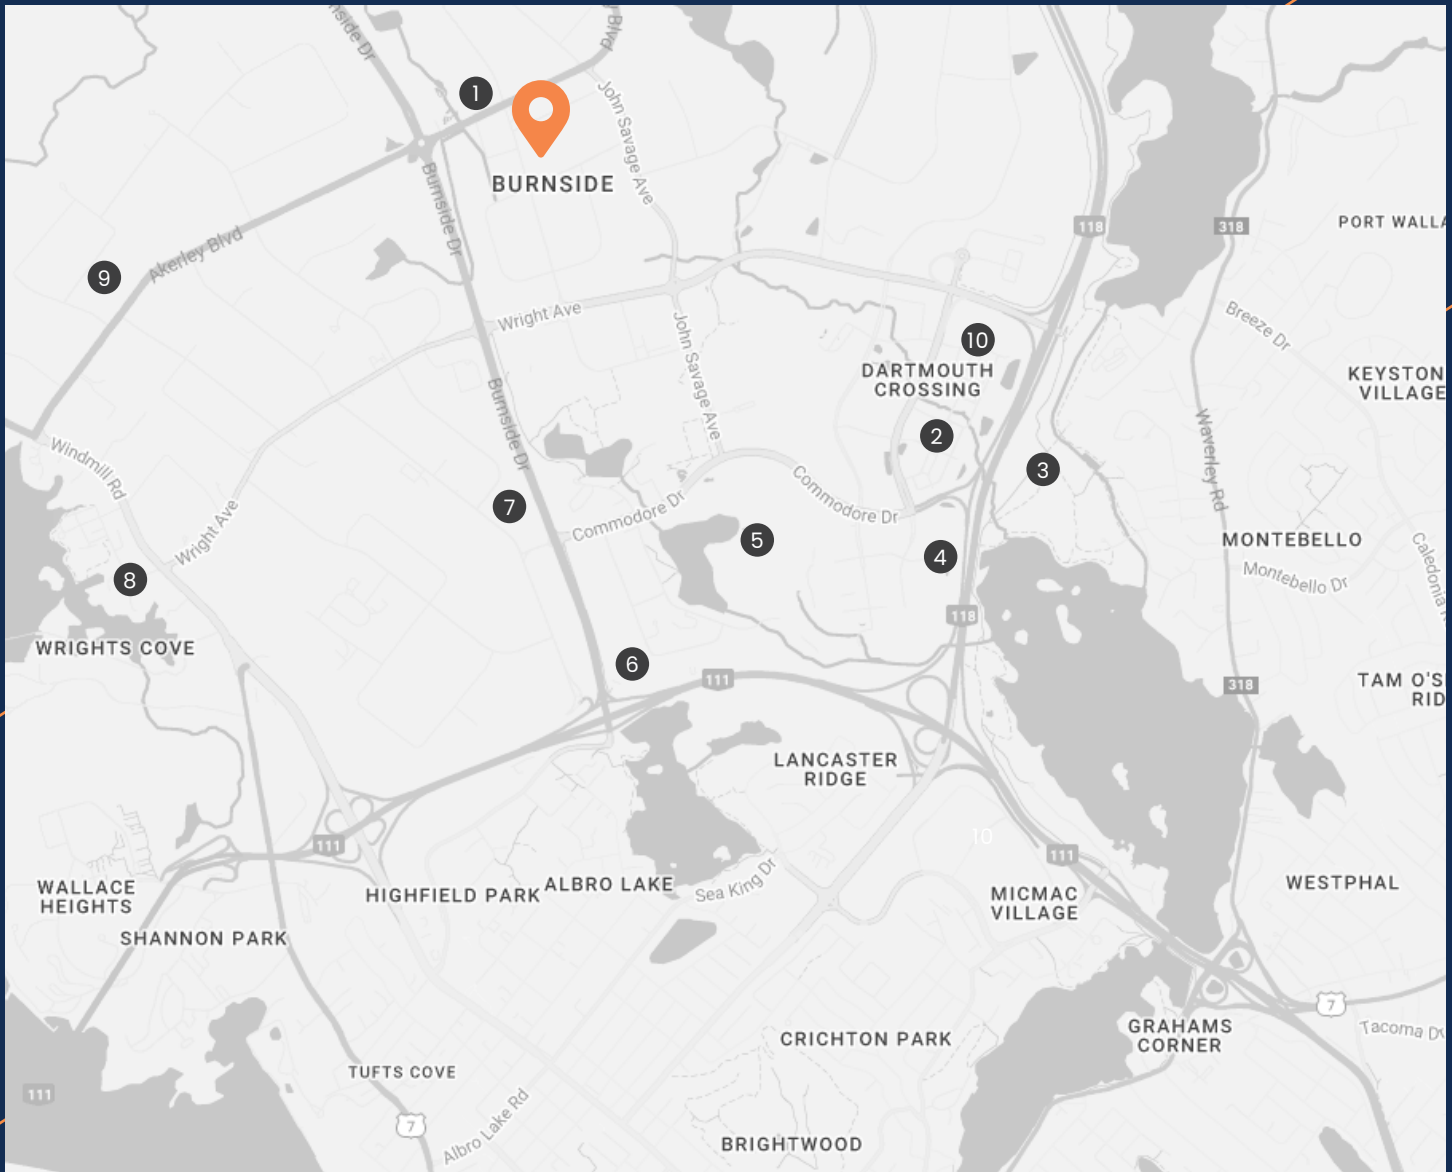 nside Dr
Blvd
1
John Savage Ave
BURNSIDE
Burnside Dr
118
318
PORT WALLA
Akerley Blvd
9
Wright Ave
Breeze Dr
10
DARTMOUTH
CROSSING
KEYSTON
VILLAGE
John Savage Ave
Burnside Dr
2
Waverley Rd
3
Windmill Rd
7
Commodore Dr
Commodore Dr
Wright Ave
5
4
MONTEBELLO
Montebello Dr
Caledonia R
8
118
WRIGHTS COVE
6
111
318
TAM O'S
RID
LANCASTER
RIDGE
10
111
111
WALLACE
HEIGHTS
HIGHFIELD PARK
ALBRO LAKE
Sea King Dr
MICMAC
VILLAGE
WESTPHAL
SHANNON PARK
7
GRAHAMS
CORNER
Tacoma Dr
CRICHTON PARK
TUFTS COVE
111
7
Albro Lake Rd
BRIGHTWOOD